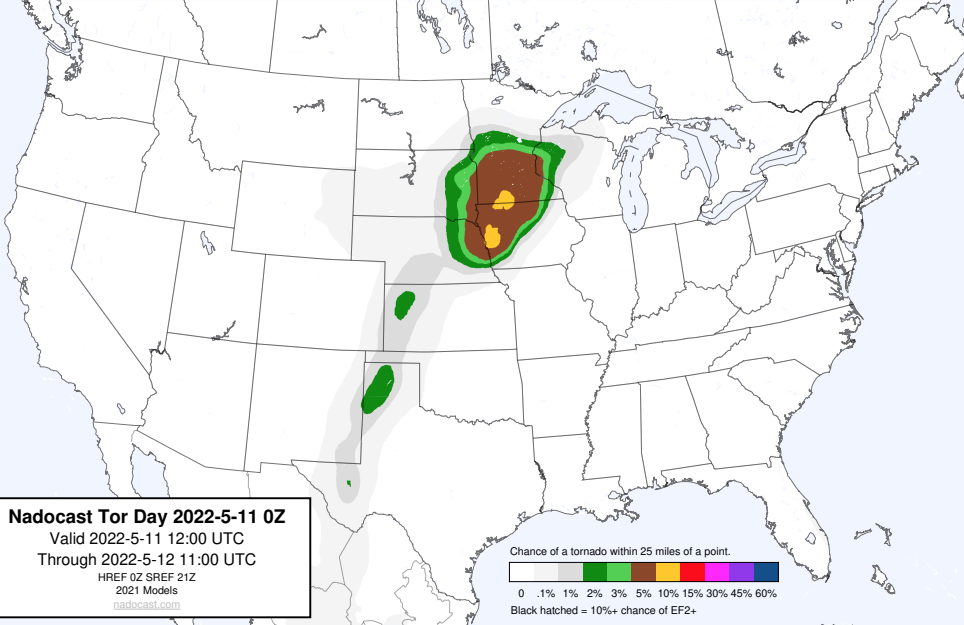 Nadocast Tor Day 2022-5-11 0Z
Valid 2022-5-11 12:00 UTC
Through 2022-5-12 11:00 UTC
HREF 0Z SREF 21Z
2021 Models
nadocast.com
Chance of a tornado within 25 miles of a point.
0 .1% 1% 2% 3% 5% 10% 15% 30% 45% 60%
Black hatched = 10%+ chance of EF2+